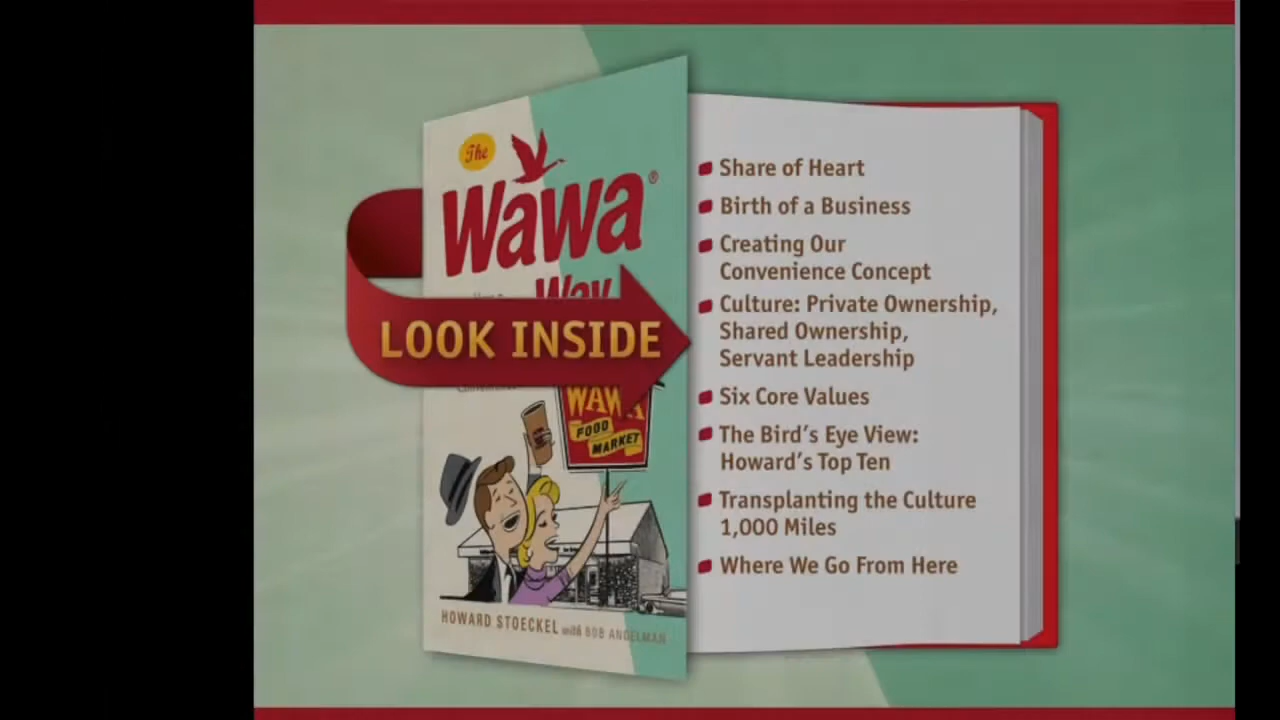 The
Wawa®
Way
LOOK INSIDE
WAWA
FOOD
MARKET
HOWARD STOECKEL with BOB ANDELMAN
Share of Heart
Birth of a Business
Creating Our
Convenience Concept
Culture: Private Ownership,
Shared Ownership,
Servant Leadership
Six Core Values
The Bird's Eye View:
Howard's Top Ten
Transplanting the Culture
1,000 Miles
Where We Go From Here